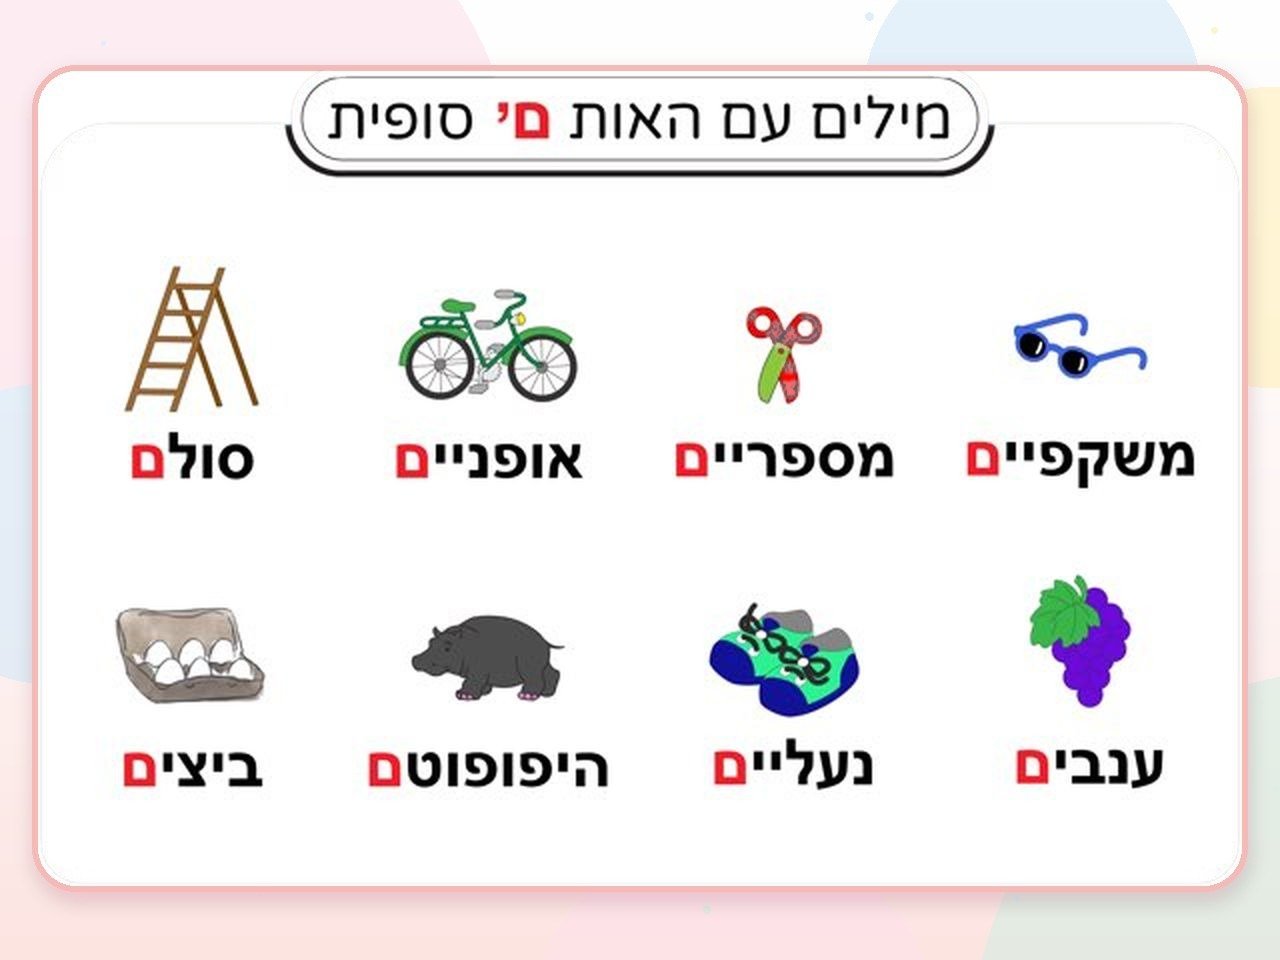 מילים עם האות ם' סופית
משקפיים
מספריים
אופניים
סולם
ענבים
נעליים
היפופוטם
ביצים